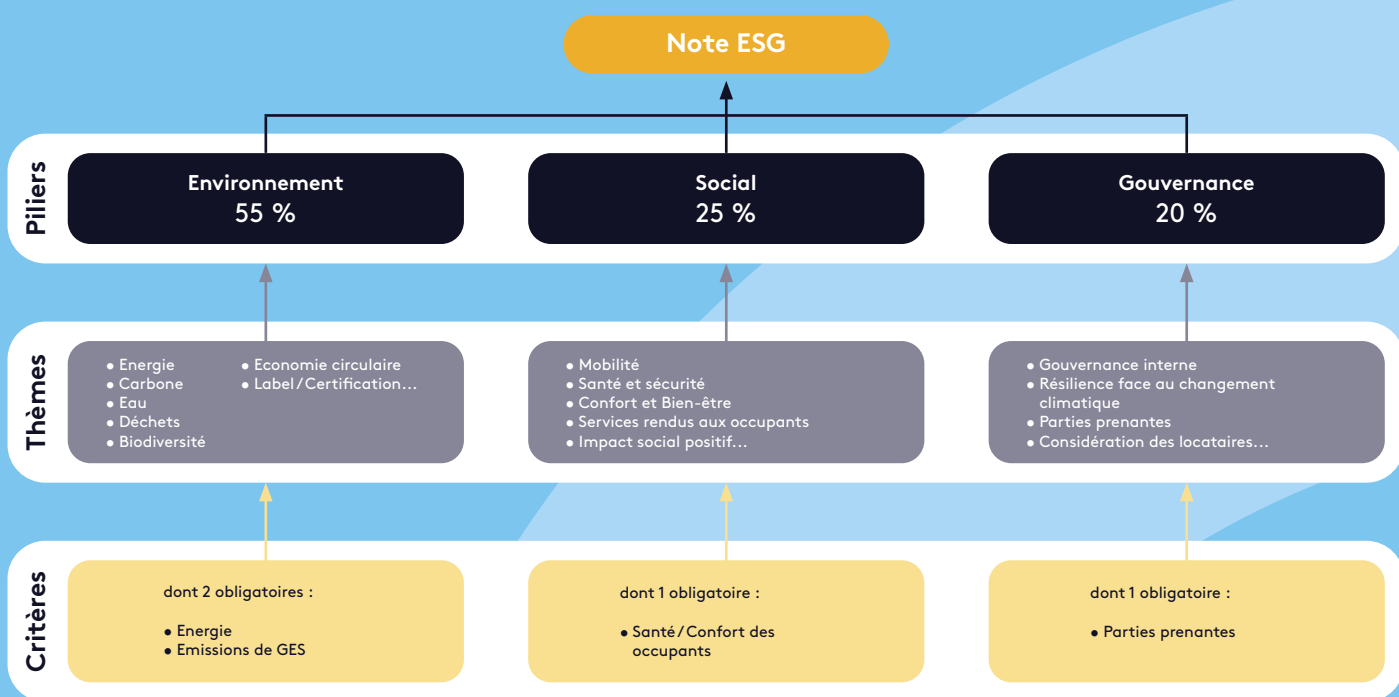 Note ESG
Piliers
Environnement
55 %
Social
25 %
Gouvernance
20 %
Thèmes
• Energie
• Carbone
• Eau
• Déchets
• Biodiversité
• Economie circulaire
• Label / Certification...
• Mobilité
• Santé et sécurité
• Confort et Bien-être
• Services rendus aux occupants
• Impact social positif...
• Gouvernance interne
• Résilience face au changement
climatique
• Parties prenantes
• Considération des locataires...
Critères
dont 2 obligatoires :
• Energie
• Emissions de GES
dont 1 obligatoire :
• Santé / Confort des
occupants
dont 1 obligatoire :
• Parties prenantes